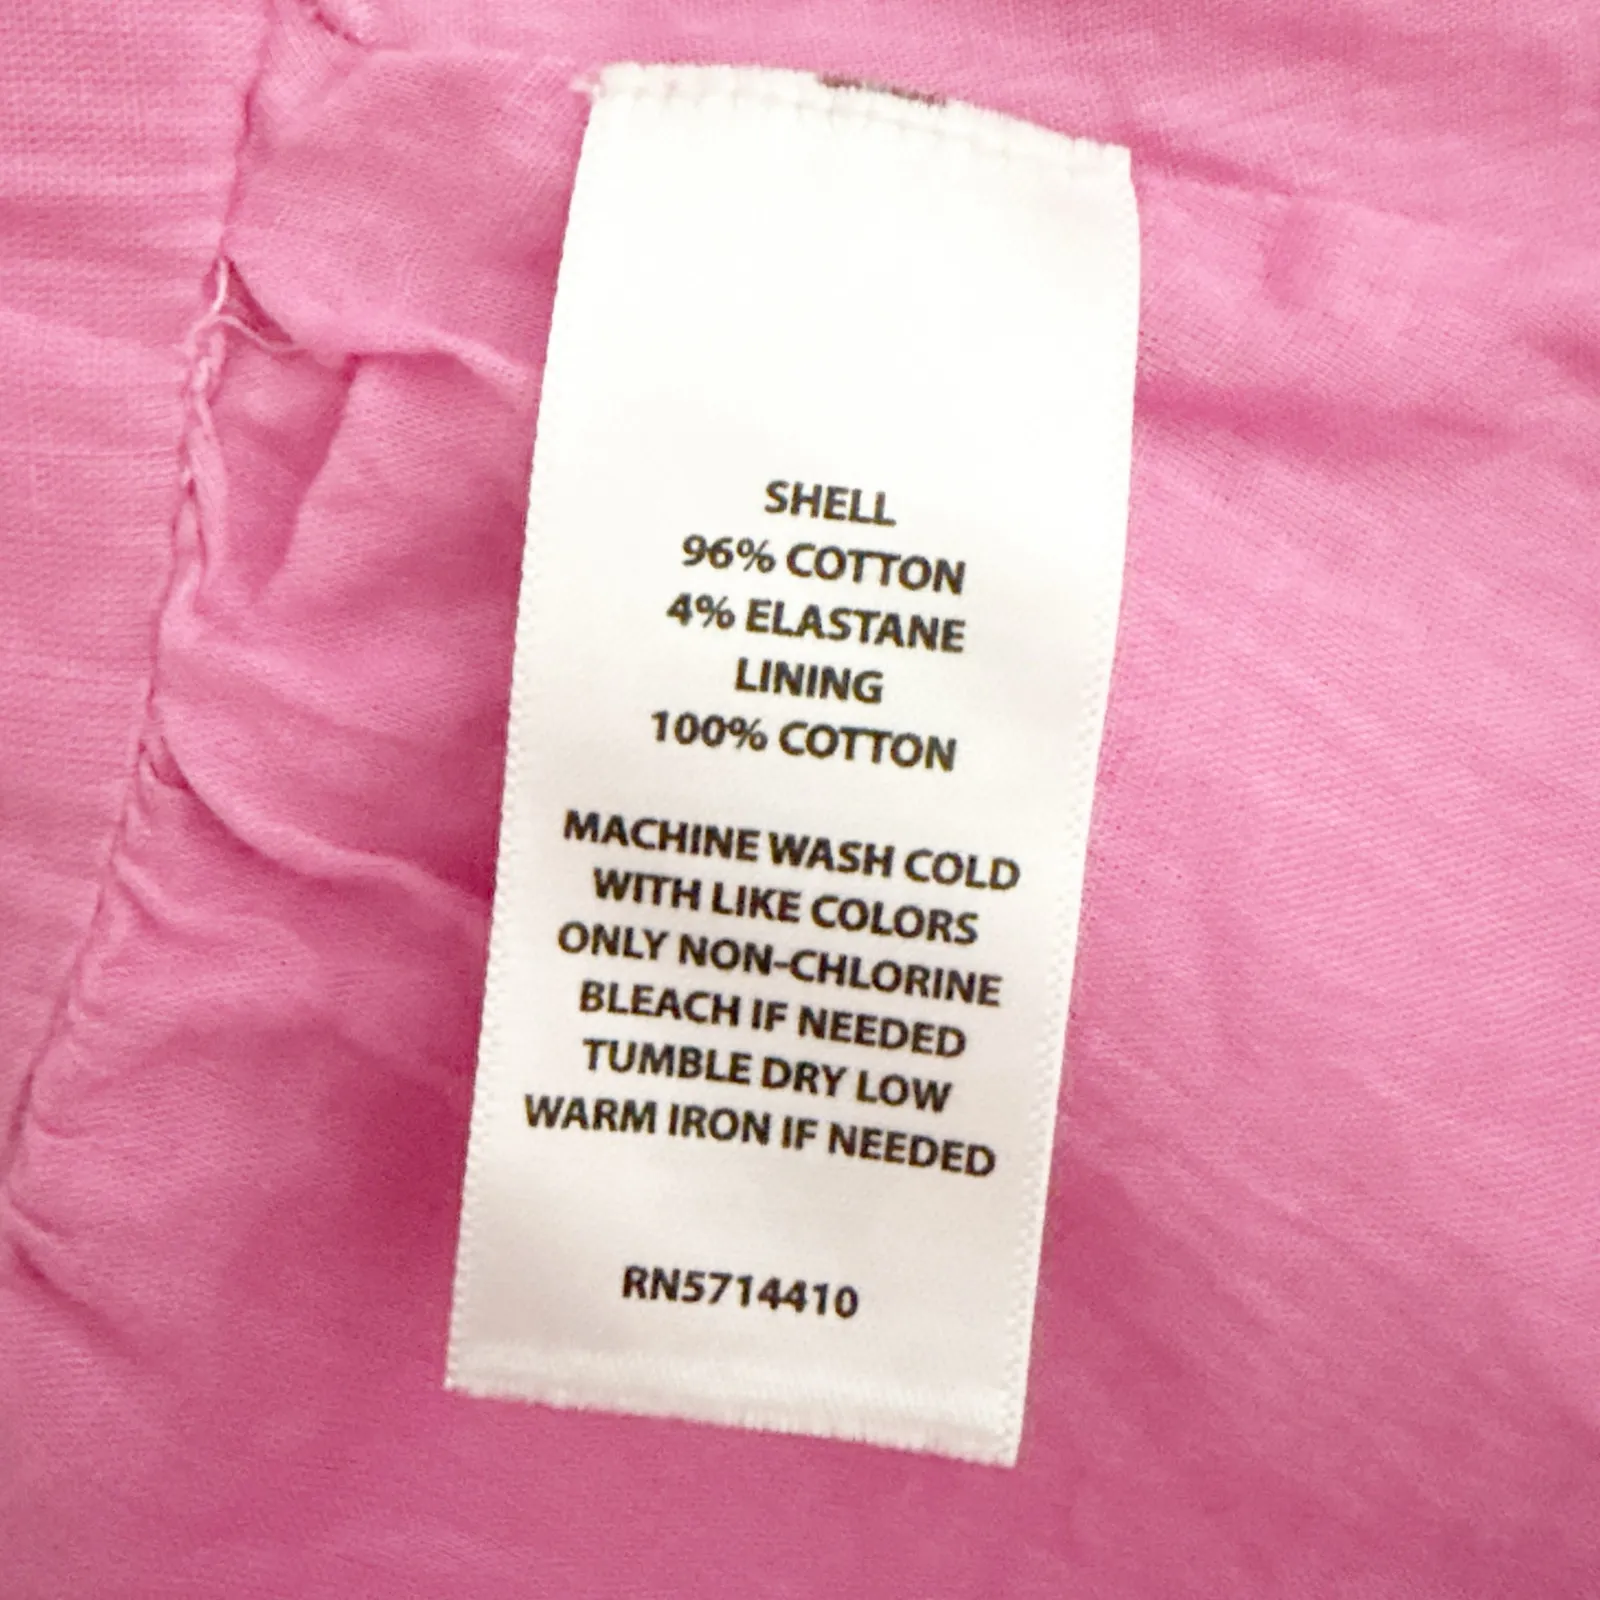 SHELL
96% COTTON
4% ELASTANE
LINING
100% COTTON
MACHINE WASH COLD
WITH LIKE COLORS
ONLY NON-CHLORINE
BLEACH IF NEEDED
TUMBLE DRY LOW
WARM IRON IF NEEDED
RN5714410